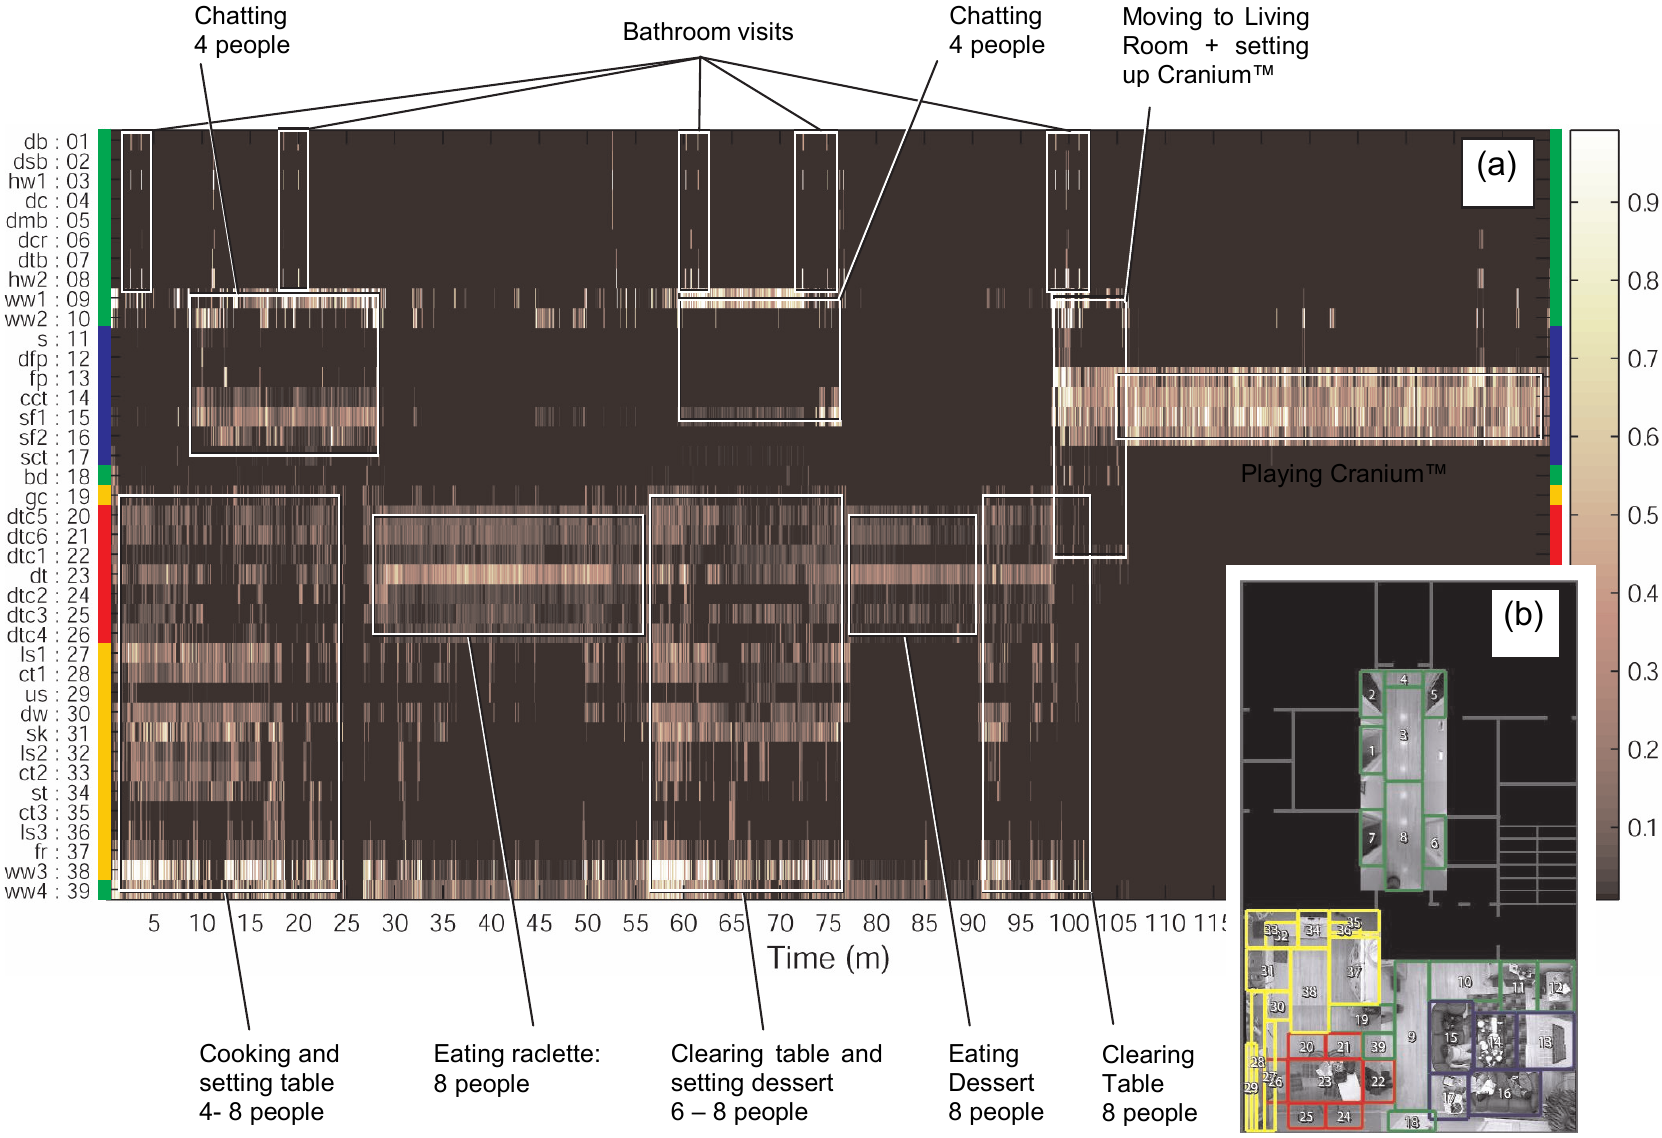 Chatting
4 people
Bathroom visits
Chatting
4 people
Moving to Living
Room + setting
up Cranium™
(a)
db : 01
dsb : 02
hw1 : 03
dc : 04
dmb : 05
dcr : 06
dtb : 07
hw2 : 08
ww1 : 09
ww2 : 10
s : 11
dfp : 12
fp : 13
cct : 14
sf1 : 15
sf2 : 16
sct : 17
bd : 18
gc : 19
dtc5 : 20
dtc6 : 21
dtc1 : 22
dt : 23
dtc2 : 24
dtc3 : 25
dtc4 : 26
ls1 : 27
ct1 : 28
us : 29
dw : 30
sk : 31
ls2 : 32
ct2 : 33
st : 34
ct3 : 35
ls3 : 36
fr : 37
ww3 : 38
ww4 : 39
Playing Cranium™
0.9
0.8
0.7
0.6
0.5
0.4
0.3
0.2
0.1
5 10 15 20 25 30 35 40 45 50 55 60 65 70 75 80 85 90 95 100 105 110 115
Time (m)
Cooking and
setting table
4- 8 people
Eating raclette:
8 people
Clearing table and
setting dessert
6 – 8 people
Eating
Dessert
8 people
Clearing
Table
8 people
(b)
4
2 5
3
1
7 8 6
33 32 34 36 35
31 37
38
30 19
10 11 12
9 15 14 13
20 21 39
28 27 26 23 22
29
17 16
25 24
18